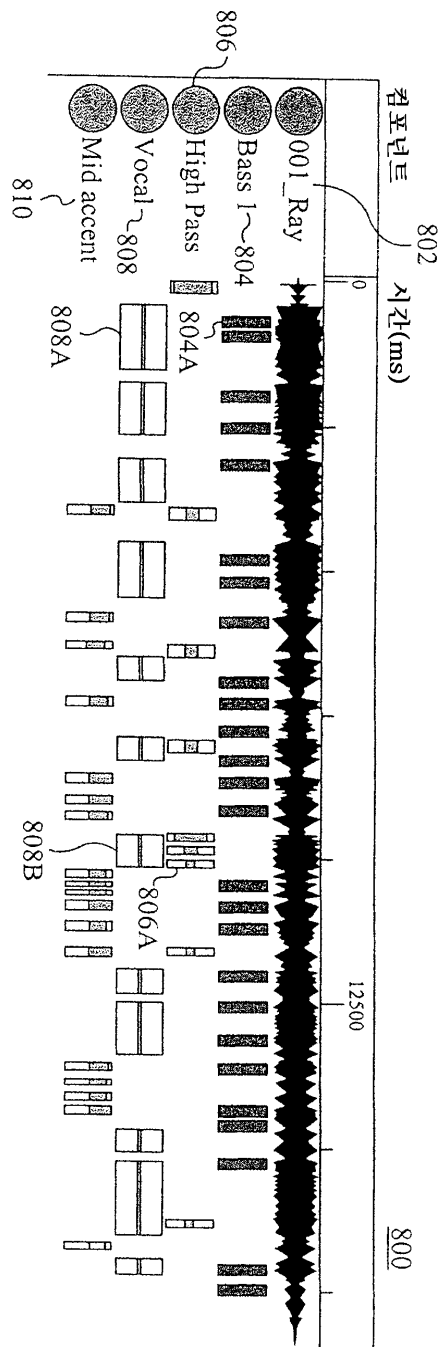 800
컴포넌트 시간(ms)
0
12500
001_Ray
802
Bass 1~804
804A
High Pass
806
806A
Vocal~808
808A
808B
Mid accent
810